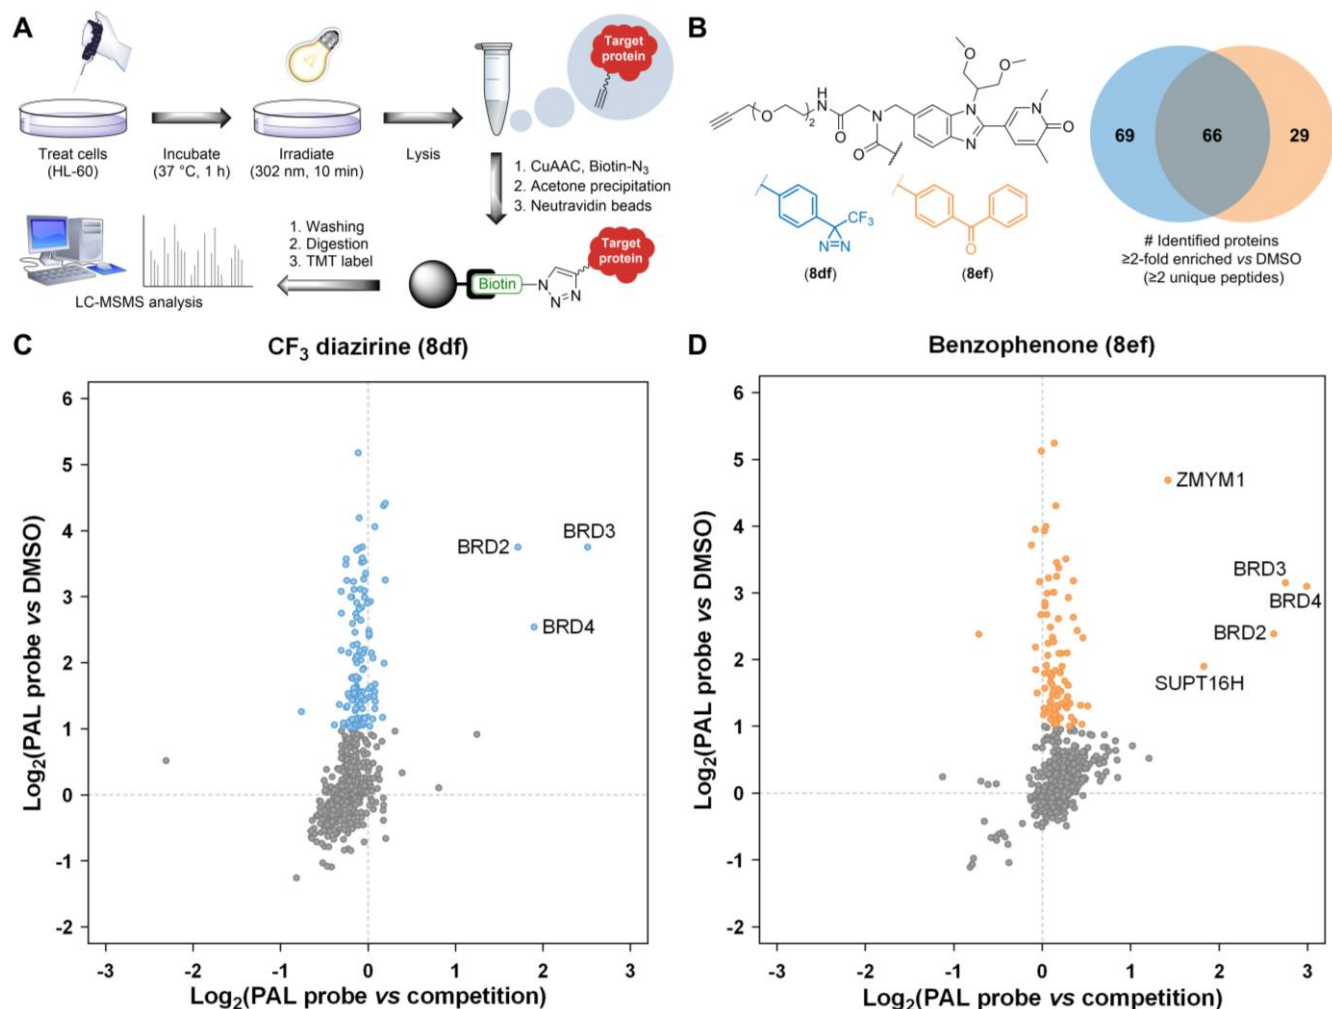 A
Treat cells
(HL-60)
Incubate
(37 °C, 1 h)
Irradiate
(302 nm, 10 min)
Lysis
Target
protein
1. CuAAC, Biotin-N₃
2. Acetone precipitation
3. Neutravidin beads
Target
protein
Biotin
N
N
N
1. Washing
2. Digestion
3. TMT label
LC-MSMS analysis
B
O
O
O
2
H
N
O
N
O
N
N
N
O
CF₃
N
N
(8df)
O
(8ef)
69
66
29
# Identified proteins
≥2-fold enriched vs DMSO
(≥2 unique peptides)
C
CF₃ diazirine (8df)
Log₂(PAL probe vs DMSO)
6
5
4
3
2
1
0
-1
-2
BRD2
BRD3
BRD4
-3
-2
-1
0
1
2
3
Log₂(PAL probe vs competition)
D
Benzophenone (8ef)
Log₂(PAL probe vs DMSO)
6
5
4
3
2
1
0
-1
-2
ZMYM1
BRD3
BRD4
BRD2
SUPT16H
-3
-2
-1
0
1
2
3
Log₂(PAL probe vs competition)